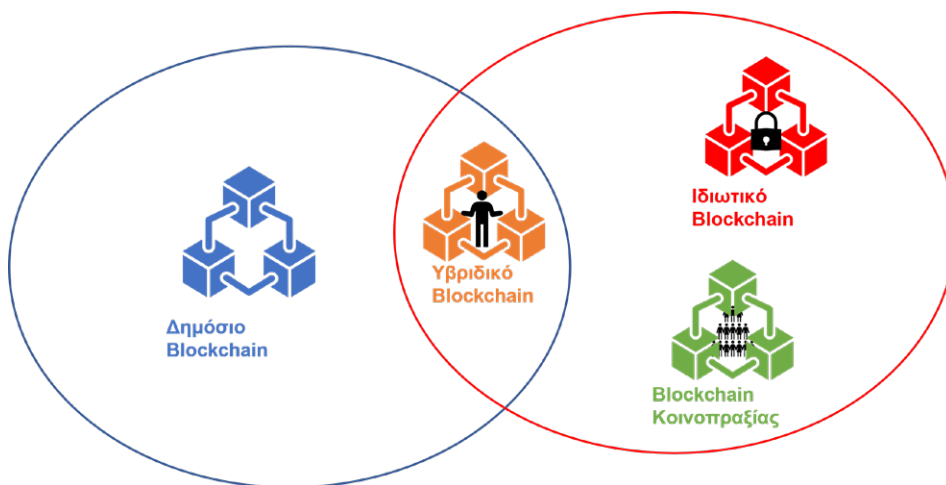 Δημόσιο
Blockchain
Υβριδικό
Blockchain
Ιδιωτικό
Blockchain
Blockchain
Κοινοπραξίας